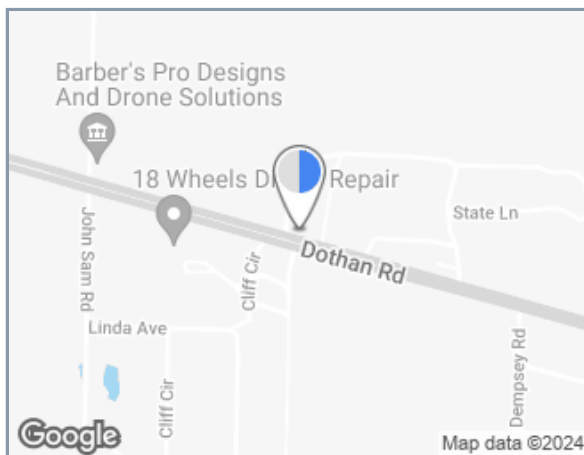 Barber's Pro Designs
And Drone Solutions
18 Wheels Di Repair
State Ln
John Sam Rd
Cliff Cir
Dothan Rd
Linda Ave
Cliff Cir
Dempsey Rd
Google
Map data ©2024